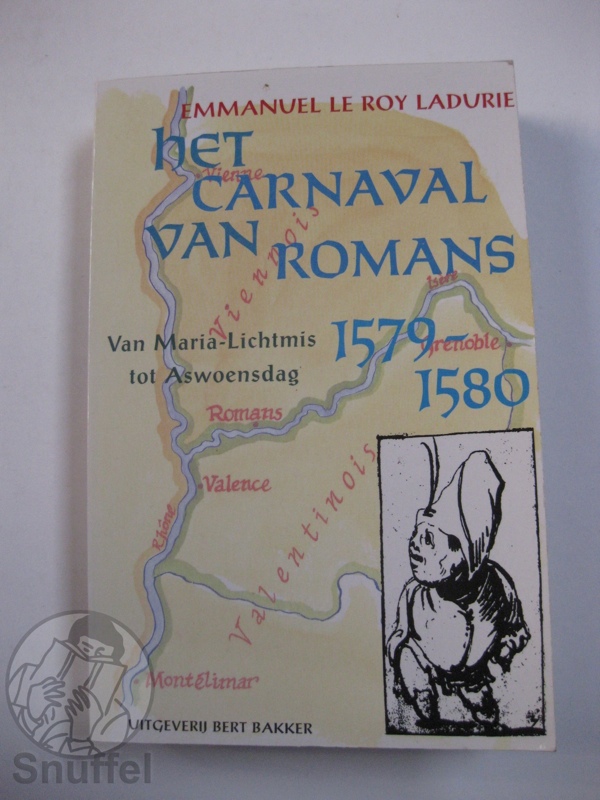 EMMANUEL LE ROY LADURIE
HET
Vienne
CARNAVAL
VAN ROMANS
Viennois
Isère
Van Maria-Lichtmis
tot Aswoensdag
1579-
1580
Grenoble
Romans
Valence
Valentinois
Rhône
Montélimar
UITGEVERIJ BERT BAKKER
Snuffel